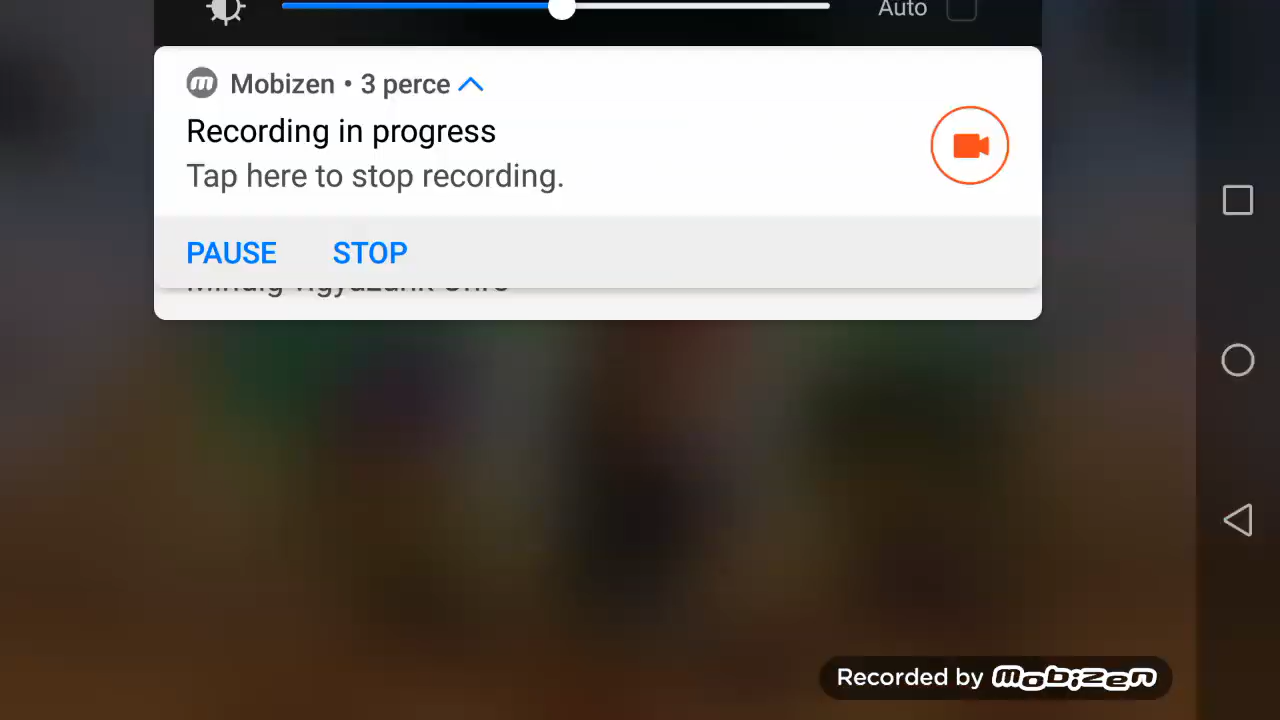 Auto
Mobizen • 3 perce
Recording in progress
Tap here to stop recording.
PAUSE STOP
Recorded by mobizen